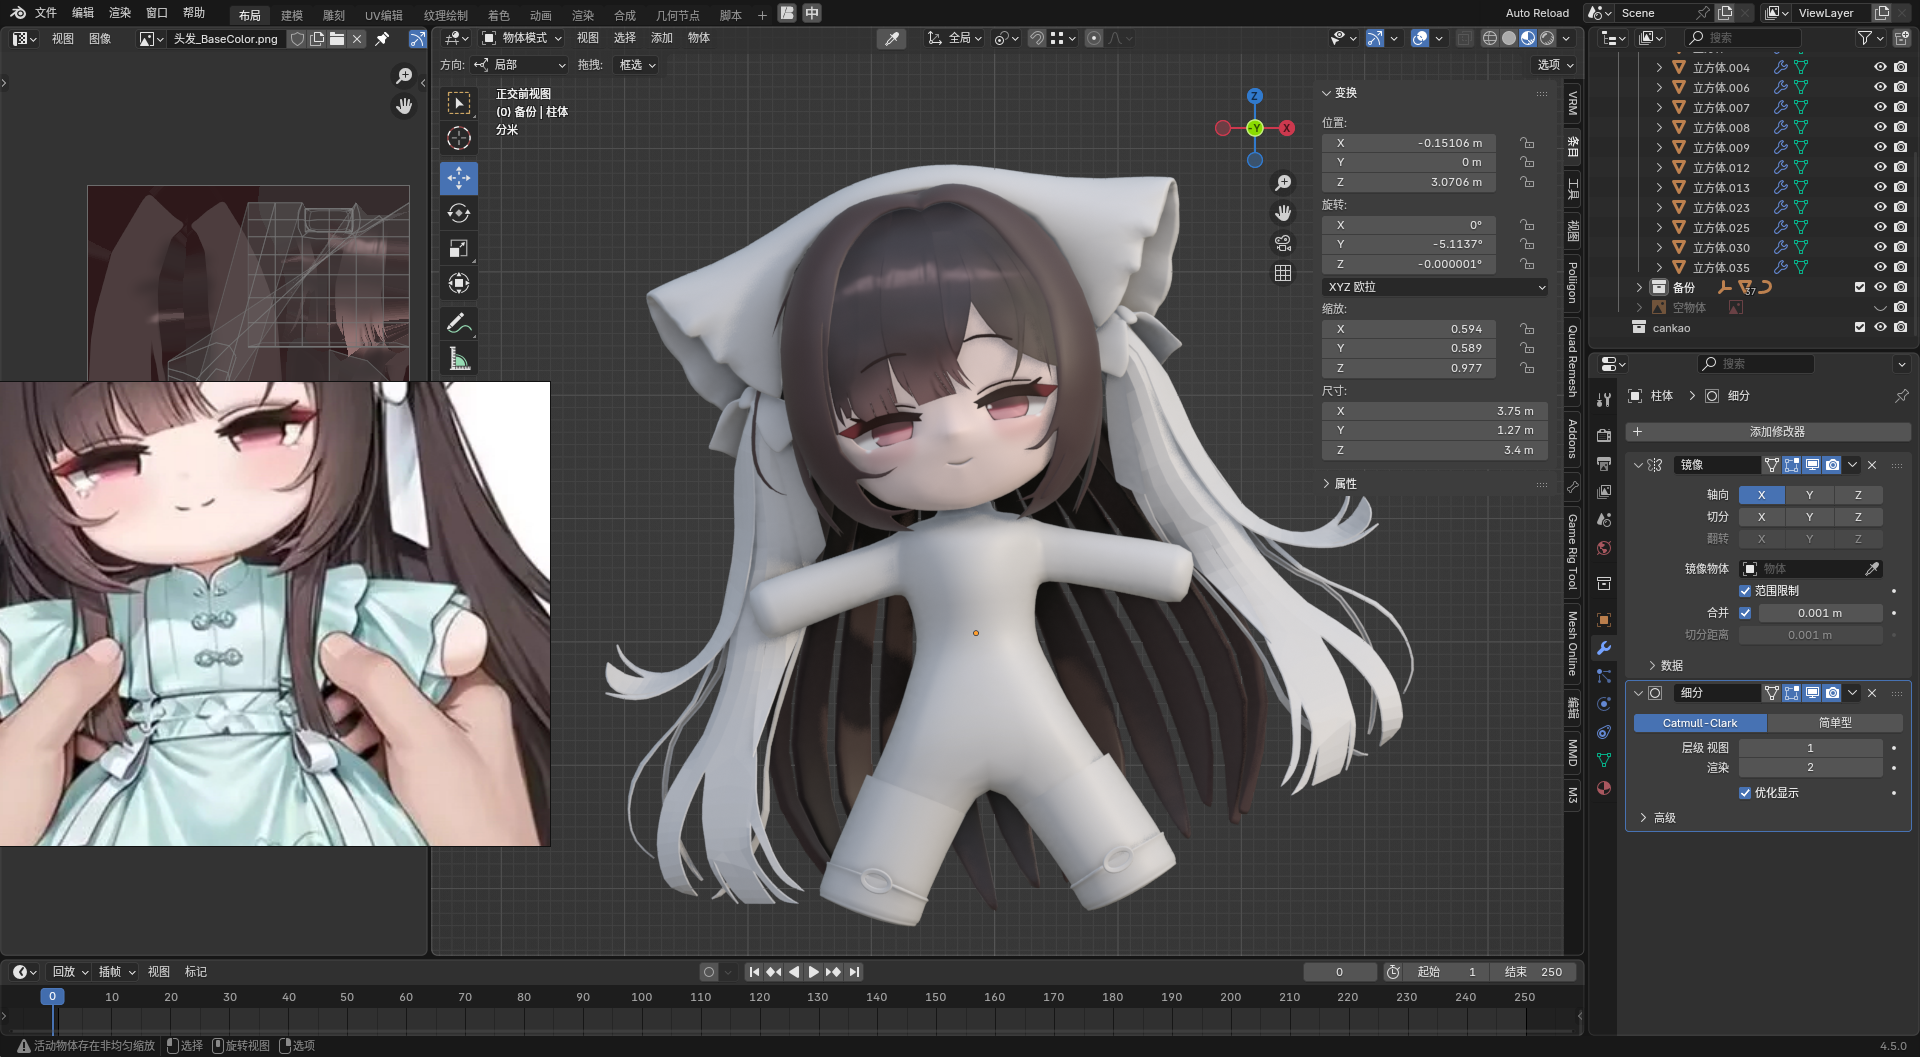 文件 编辑 渲染 窗口 帮助 布局 建模 雕刻 UV编辑 纹理绘制 着色 动画 渲染 合成 几何节点 脚本 + Auto Reload Scene ViewLayer
视图 图像 头发_BaseColor.png
物体模式 视图 选择 添加 物体 全局
方向: 局部 拖拽: 框选 选项
正交前视图
(0) 备份 | 柱体
分米
Z
X
-Y
变换
位置:
X -0.15106 m
Y 0 m
Z 3.0706 m
旋转:
X 0°
Y -5.1137°
Z -0.000001°
XYZ 欧拉
缩放:
X 0.594
Y 0.589
Z 0.977
尺寸:
X 3.75 m
Y 1.27 m
Z 3.4 m
属性
VRM
条目
工具
视图
Poliigon
Quad Remesh
Addons
Game Rig Tool
Mesh Online
编辑
MMD
M3
搜索
立方体.004
立方体.006
立方体.007
立方体.008
立方体.009
立方体.012
立方体.013
立方体.023
立方体.025
立方体.030
立方体.035
备份 37
空物体
cankao
搜索
柱体 > 细分
+ 添加修改器
镜像
轴向 X Y Z
切分 X Y Z
翻转 X Y Z
镜像物体 物体
范围限制
合并 0.001 m
切分距离 0.001 m
数据
细分
Catmull-Clark 简单型
层级 视图 1
渲染 2
优化显示
高级
回放 插帧 视图 标记 0 起始 1 结束 250
0 10 20 30 40 50 60 70 80 90 100 110 120 130 140 150 160 170 180 190 200 210 220 230 240 250
活动物体存在非均匀缩放 选择 旋转视图 选项 4.5.0